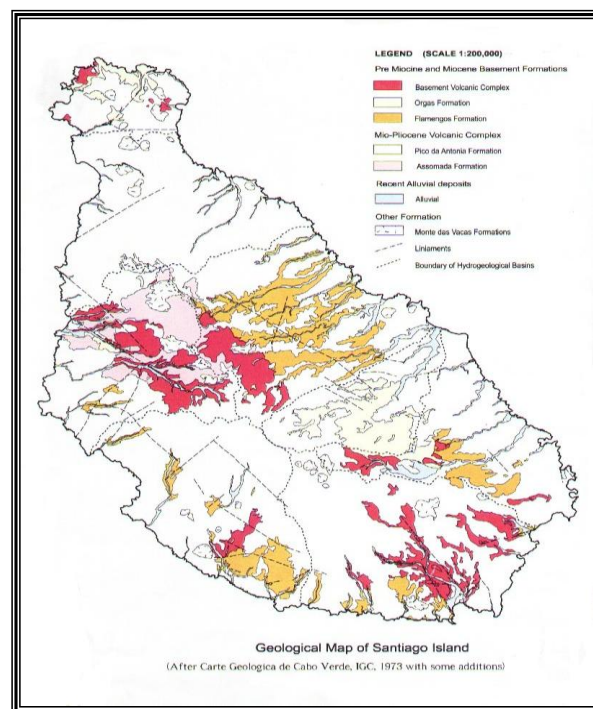 LEGEND (SCALE 1:200,000)
Pre Miocene and Miocene Basement Formations
Basement Volcanic Complex
Orgas Formation
Flamengos Formation
Mio-Pliocene Volcanic Complex
Pico da Antonia Formation
Assomada Formation
Recent Alluvial deposits
Alluvial
Other Formation
Monte das Vacas Formations
Liniaments
Boundary of Hydrogeological Basins
Geological Map of Santiago Island
(After Carte Geologica de Cabo Verde, IGC, 1973 with some additions)